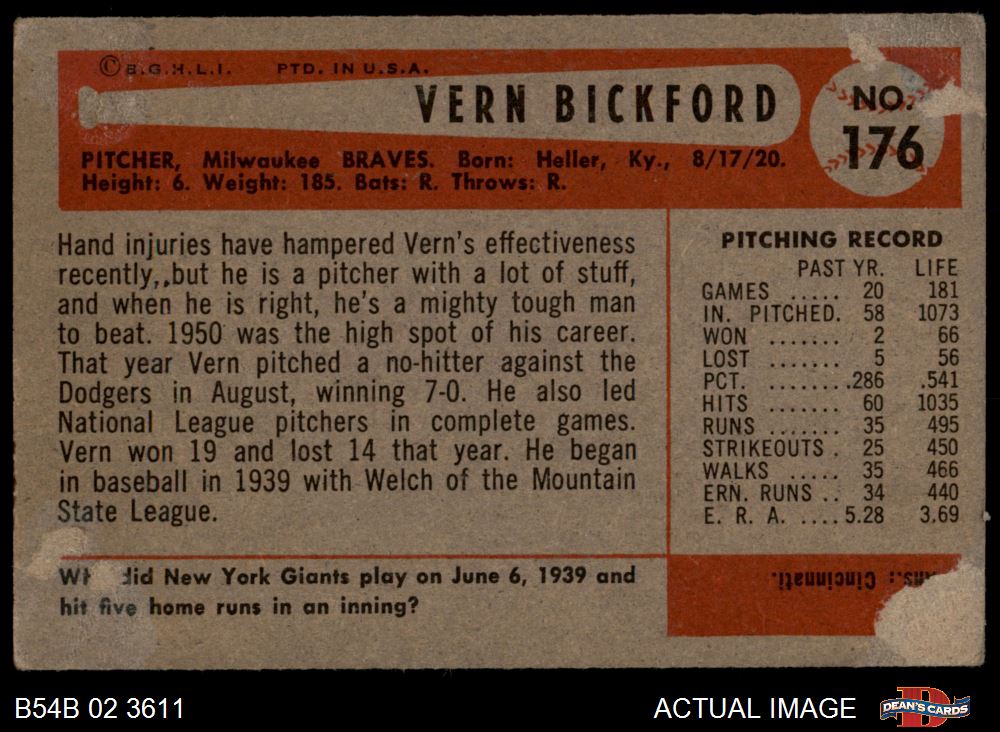 © B.G.H.L.I. PTD. IN U.S.A.
VERN BICKFORD
NO. 176
PITCHER, Milwaukee BRAVES. Born: Heller, Ky., 8/17/20.
Height: 6. Weight: 185. Bats: R. Throws: R.
Hand injuries have hampered Vern's effectiveness
recently, but he is a pitcher with a lot of stuff,
and when he is right, he's a mighty tough man
to beat. 1950 was the high spot of his career.
That year Vern pitched a no-hitter against the
Dodgers in August, winning 7-0. He also led
National League pitchers in complete games.
Vern won 19 and lost 14 that year. He began
in baseball in 1939 with Welch of the Mountain
State League.
PITCHING RECORD
PAST YR. LIFE
GAMES ..... 20 181
IN. PITCHED. 58 1073
WON ....... 2 66
LOST ....... 5 56
PCT. ........ .286 .541
HITS ....... 60 1035
RUNS ....... 35 495
STRIKEOUTS . 25 450
WALKS ..... 35 466
ERN. RUNS .. 34 440
E. R. A. .... 5.28 3.69
did New York Giants play on June 6, 1939 and
hit five home runs in an inning?
Cincinnati.
B54B 02 3611
ACTUAL IMAGE
DEAN'S CARDS